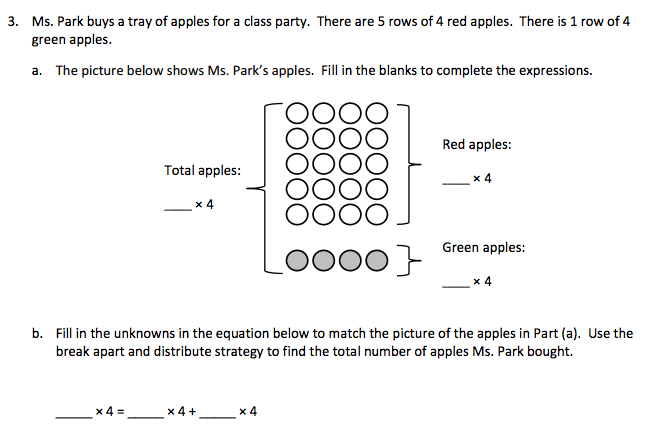 3. Ms. Park buys a tray of apples for a class party. There are 5 rows of 4 red apples. There is 1 row of 4
green apples.
a. The picture below shows Ms. Park's apples. Fill in the blanks to complete the expressions.
Red apples:
Total apples:
____ × 4
____ × 4
Green apples:
____ × 4
b. Fill in the unknowns in the equation below to match the picture of the apples in Part (a). Use the
break apart and distribute strategy to find the total number of apples Ms. Park bought.
_____ × 4 = _____ × 4 + _____ × 4